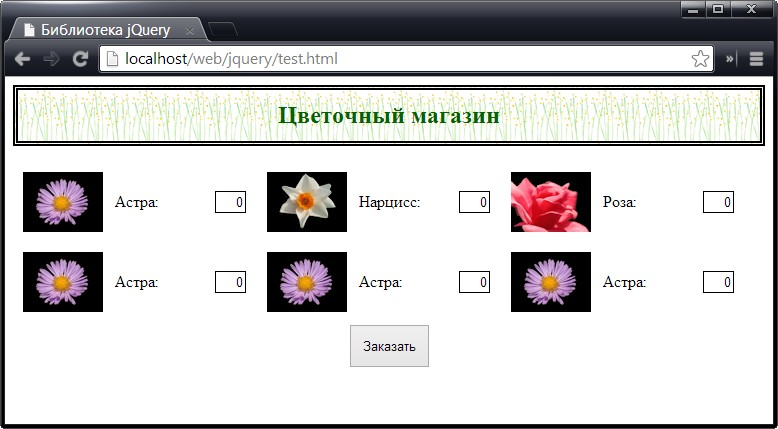 Библиотека jQuery
localhost/web/jquery/test.html
Цветочный магазин
Астра: 0 Нарцисс: 0 Роза: 0
Астра: 0 Астра: 0 Астра: 0
Заказать